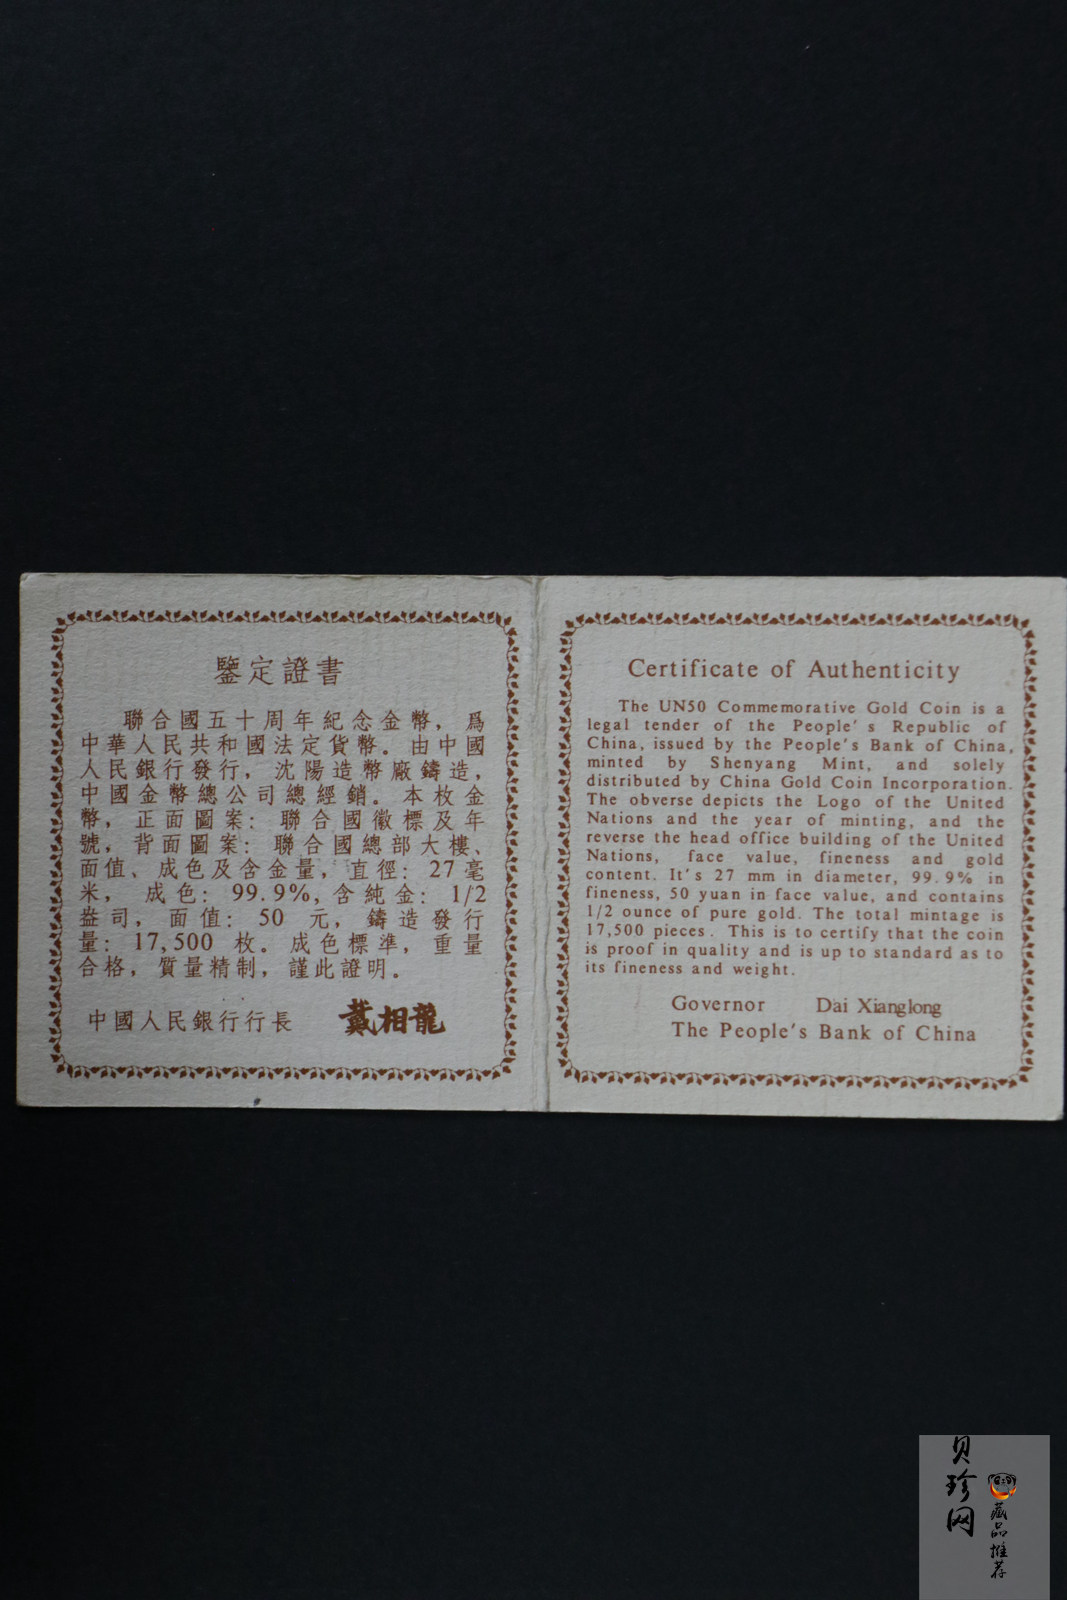 鑒定證書
聯合國五十周年紀念金幣，爲
中華人民共和國法定貨幣。由中國
人民銀行發行，沈陽造幣廠鑄造，
中國金幣總公司總經銷。本枚金
幣，正面圖案：聯合國徽標及年
號，背面圖案：聯合國總部大樓、
面值、成色及含金量，直徑：27毫
米，成色：99.9%,含純金：1/2
盎司，面值：50 元，鑄造發行
量：17,500 枚。成色標準，重量
合格，質量精制，謹此證明。
中國人民銀行行長 戴相龍
Certificate of Authenticity
The UN50 Commemorative Gold Coin is a
legal tender of the People's Republic of
China, issued by the People's Bank of China,
minted by Shenyang Mint, and solely
distributed by China Gold Coin Incorporation.
The obverse depicts the Logo of the United
Nations and the year of minting, and the
reverse the head office building of the United
Nations, face value, fineness and gold
content. It's 27 mm in diameter, 99.9% in
fineness, 50 yuan in face value, and contains
1/2 ounce of pure gold. The total mintage is
17,500 pieces. This is to certify that the coin
is proof in quality and is up to standard as to
its fineness and weight.
Governor Dai Xianglong
The People's Bank of China
贝珍网
藏品推荐